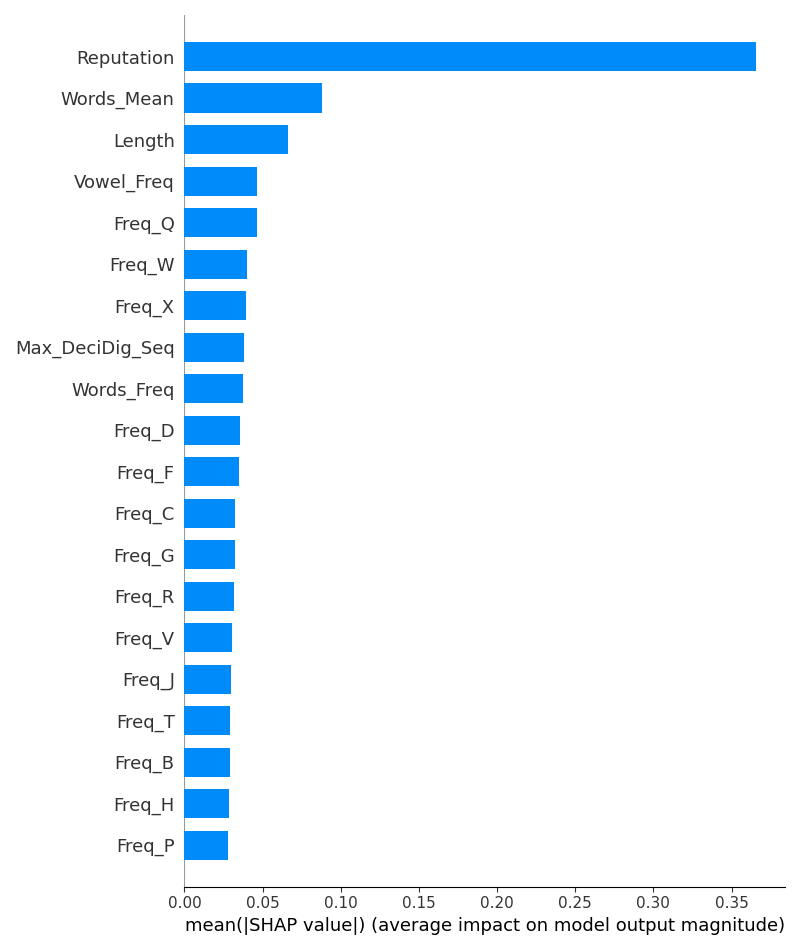 Reputation
Words_Mean
Length
Vowel_Freq
Freq_Q
Freq_W
Freq_X
Max_DeciDig_Seq
Words_Freq
Freq_D
Freq_F
Freq_C
Freq_G
Freq_R
Freq_V
Freq_J
Freq_T
Freq_B
Freq_H
Freq_P
0.00 0.05 0.10 0.15 0.20 0.25 0.30 0.35
mean(|SHAP value|) (average impact on model output magnitude)